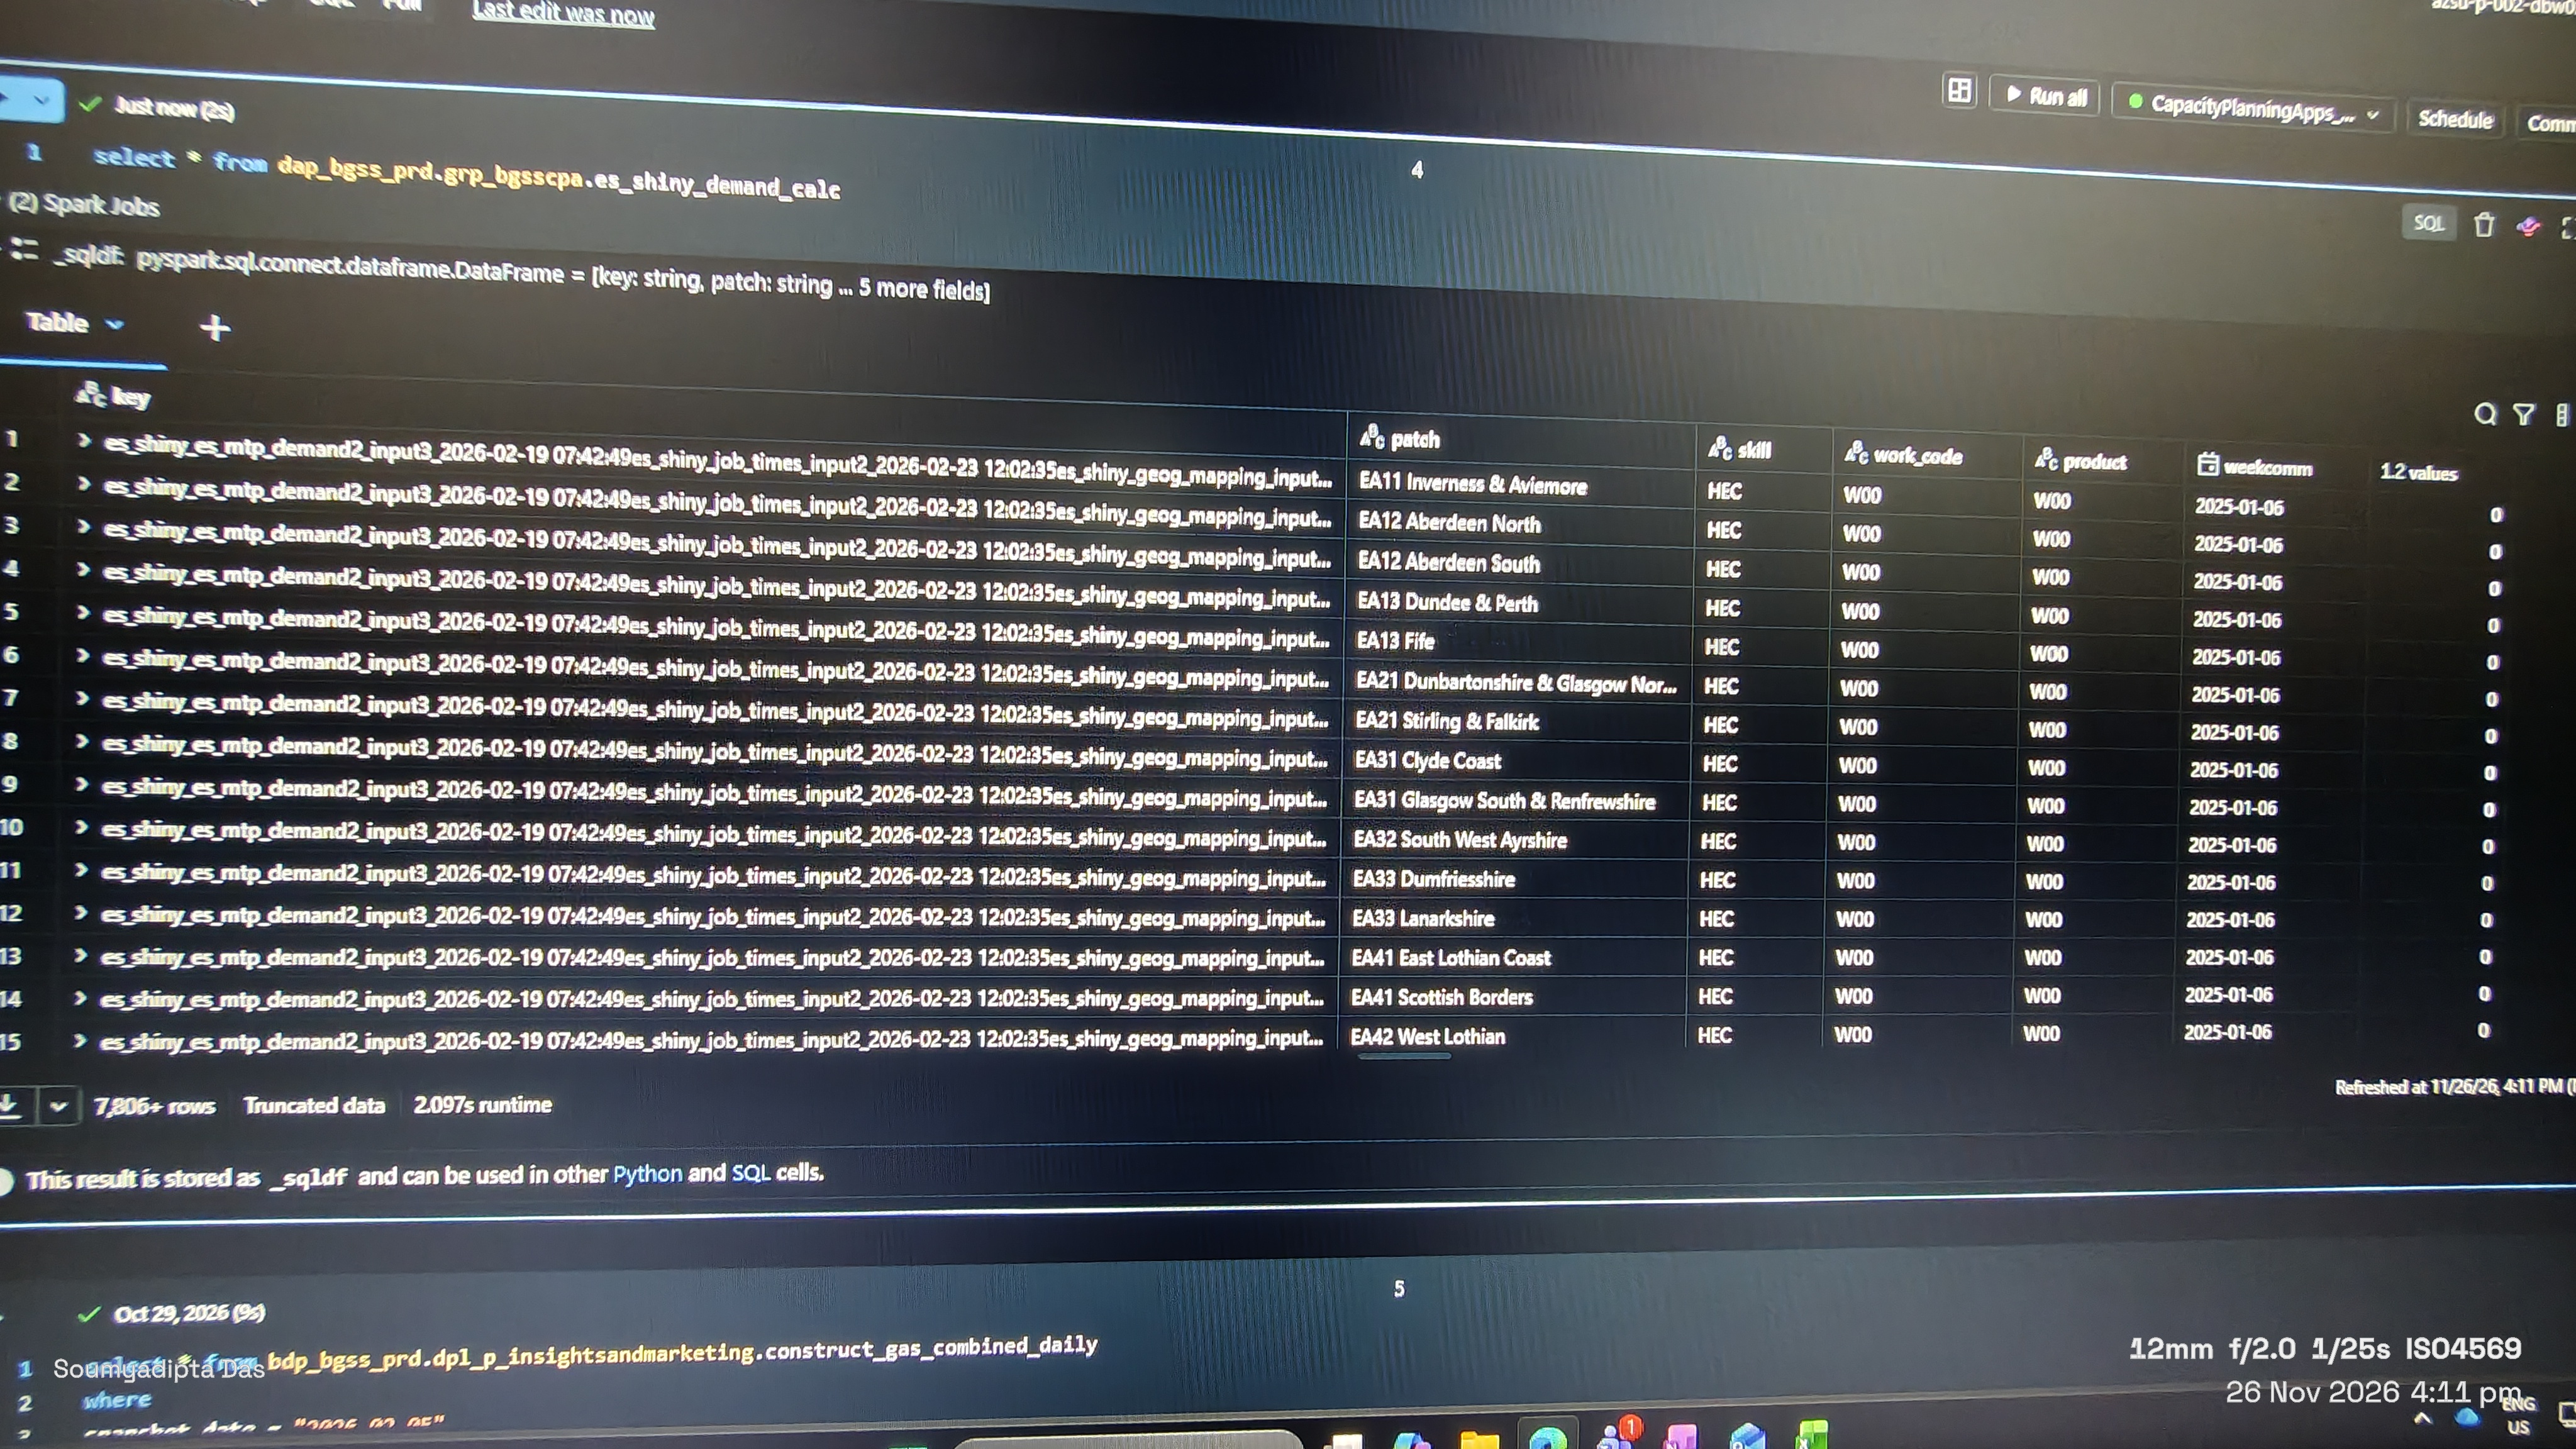 Last edit was now
Run all
CapacityPlanningApps_...
Schedule
Just now (2s)
4
1 select * from dap_bgss_prd.grp_bgsscpa.es_shiny_demand_calc
SQL
(2) Spark Jobs
_sqldf: pyspark.sql.connect.dataframe.DataFrame = [key: string, patch: string ... 5 more fields]
Table +
key patch skill work_code product weekcomm 1.2 values
1 es_shiny_es_mtp_demand2_input3_2026-02-19 07:42:49es_shiny_job_times_input2_2026-02-23 12:02:35es_shiny_geog_mapping_input... EA11 Inverness & Aviemore HEC W00 W00 2025-01-06 0
2 es_shiny_es_mtp_demand2_input3_2026-02-19 07:42:49es_shiny_job_times_input2_2026-02-23 12:02:35es_shiny_geog_mapping_input... EA12 Aberdeen North HEC W00 W00 2025-01-06 0
3 es_shiny_es_mtp_demand2_input3_2026-02-19 07:42:49es_shiny_job_times_input2_2026-02-23 12:02:35es_shiny_geog_mapping_input... EA12 Aberdeen South HEC W00 W00 2025-01-06 0
4 es_shiny_es_mtp_demand2_input3_2026-02-19 07:42:49es_shiny_job_times_input2_2026-02-23 12:02:35es_shiny_geog_mapping_input... EA13 Dundee & Perth HEC W00 W00 2025-01-06 0
5 es_shiny_es_mtp_demand2_input3_2026-02-19 07:42:49es_shiny_job_times_input2_2026-02-23 12:02:35es_shiny_geog_mapping_input... EA13 Fife HEC W00 W00 2025-01-06 0
6 es_shiny_es_mtp_demand2_input3_2026-02-19 07:42:49es_shiny_job_times_input2_2026-02-23 12:02:35es_shiny_geog_mapping_input... EA21 Dunbartonshire & Glasgow Nor... HEC W00 W00 2025-01-06 0
7 es_shiny_es_mtp_demand2_input3_2026-02-19 07:42:49es_shiny_job_times_input2_2026-02-23 12:02:35es_shiny_geog_mapping_input... EA21 Stirling & Falkirk HEC W00 W00 2025-01-06 0
8 es_shiny_es_mtp_demand2_input3_2026-02-19 07:42:49es_shiny_job_times_input2_2026-02-23 12:02:35es_shiny_geog_mapping_input... EA31 Clyde Coast HEC W00 W00 2025-01-06 0
9 es_shiny_es_mtp_demand2_input3_2026-02-19 07:42:49es_shiny_job_times_input2_2026-02-23 12:02:35es_shiny_geog_mapping_input... EA31 Glasgow South & Renfrewshire HEC W00 W00 2025-01-06 0
10 es_shiny_es_mtp_demand2_input3_2026-02-19 07:42:49es_shiny_job_times_input2_2026-02-23 12:02:35es_shiny_geog_mapping_input... EA32 South West Ayrshire HEC W00 W00 2025-01-06 0
11 es_shiny_es_mtp_demand2_input3_2026-02-19 07:42:49es_shiny_job_times_input2_2026-02-23 12:02:35es_shiny_geog_mapping_input... EA33 Dumfriesshire HEC W00 W00 2025-01-06 0
12 es_shiny_es_mtp_demand2_input3_2026-02-19 07:42:49es_shiny_job_times_input2_2026-02-23 12:02:35es_shiny_geog_mapping_input... EA33 Lanarkshire HEC W00 W00 2025-01-06 0
13 es_shiny_es_mtp_demand2_input3_2026-02-19 07:42:49es_shiny_job_times_input2_2026-02-23 12:02:35es_shiny_geog_mapping_input... EA41 East Lothian Coast HEC W00 W00 2025-01-06 0
14 es_shiny_es_mtp_demand2_input3_2026-02-19 07:42:49es_shiny_job_times_input2_2026-02-23 12:02:35es_shiny_geog_mapping_input... EA41 Scottish Borders HEC W00 W00 2025-01-06 0
15 es_shiny_es_mtp_demand2_input3_2026-02-19 07:42:49es_shiny_job_times_input2_2026-02-23 12:02:35es_shiny_geog_mapping_input... EA42 West Lothian HEC W00 W00 2025-01-06 0
7,806+ rows Truncated data 2.097s runtime
Refreshed at 11/26/26, 4:11 PM
This result is stored as _sqldf and can be used in other Python and SQL cells.
5
Oct 29, 2026 (9s)
1 select * from bdp_bgss_prd.dpl_p_insightsandmarketing.construct_gas_combined_daily
2 where
Soumyadipta Das
12mm f/2.0 1/25s ISO4569
26 Nov 2026 4:11 pm
ENG
US
1